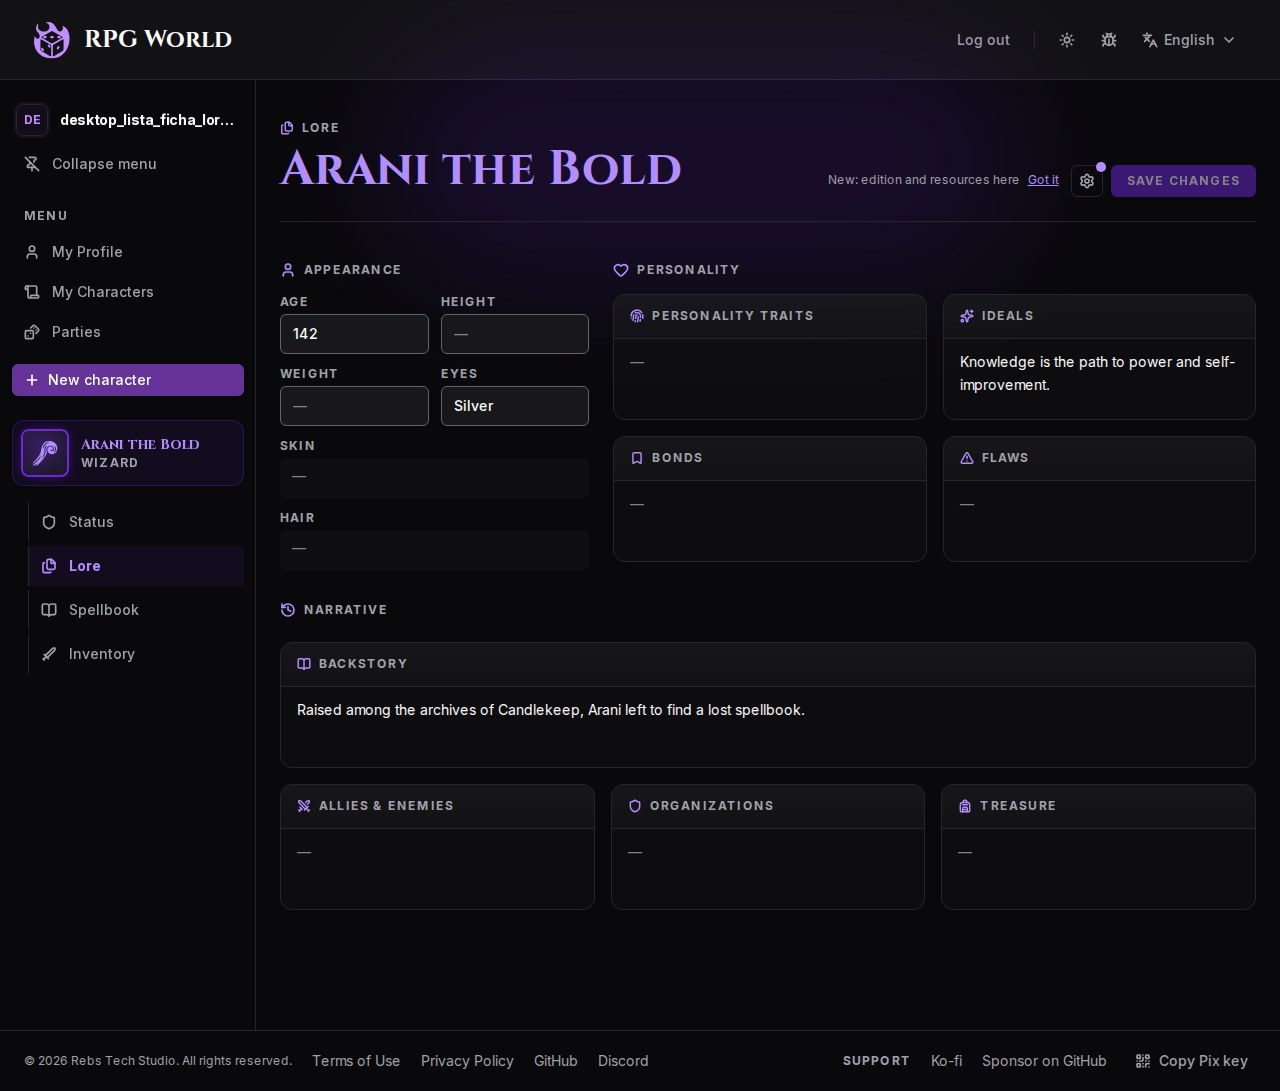 RPG World
Log out
English
DE
desktop_lista_ficha_lor...
Collapse menu
MENU
My Profile
My Characters
Parties
New character
Arani the Bold
WIZARD
Status
Lore
Spellbook
Inventory
LORE
Arani the Bold
New: edition and resources here Got it
SAVE CHANGES
APPEARANCE
AGE
HEIGHT
142
—
WEIGHT
EYES
—
Silver
SKIN
—
HAIR
—
PERSONALITY
PERSONALITY TRAITS
—
IDEALS
Knowledge is the path to power and self-
improvement.
BONDS
—
FLAWS
—
NARRATIVE
BACKSTORY
Raised among the archives of Candlekeep, Arani left to find a lost spellbook.
ALLIES & ENEMIES
—
ORGANIZATIONS
—
TREASURE
—
© 2026 Rebs Tech Studio. All rights reserved.
Terms of Use
Privacy Policy
GitHub
Discord
SUPPORT
Ko-fi
Sponsor on GitHub
Copy Pix key